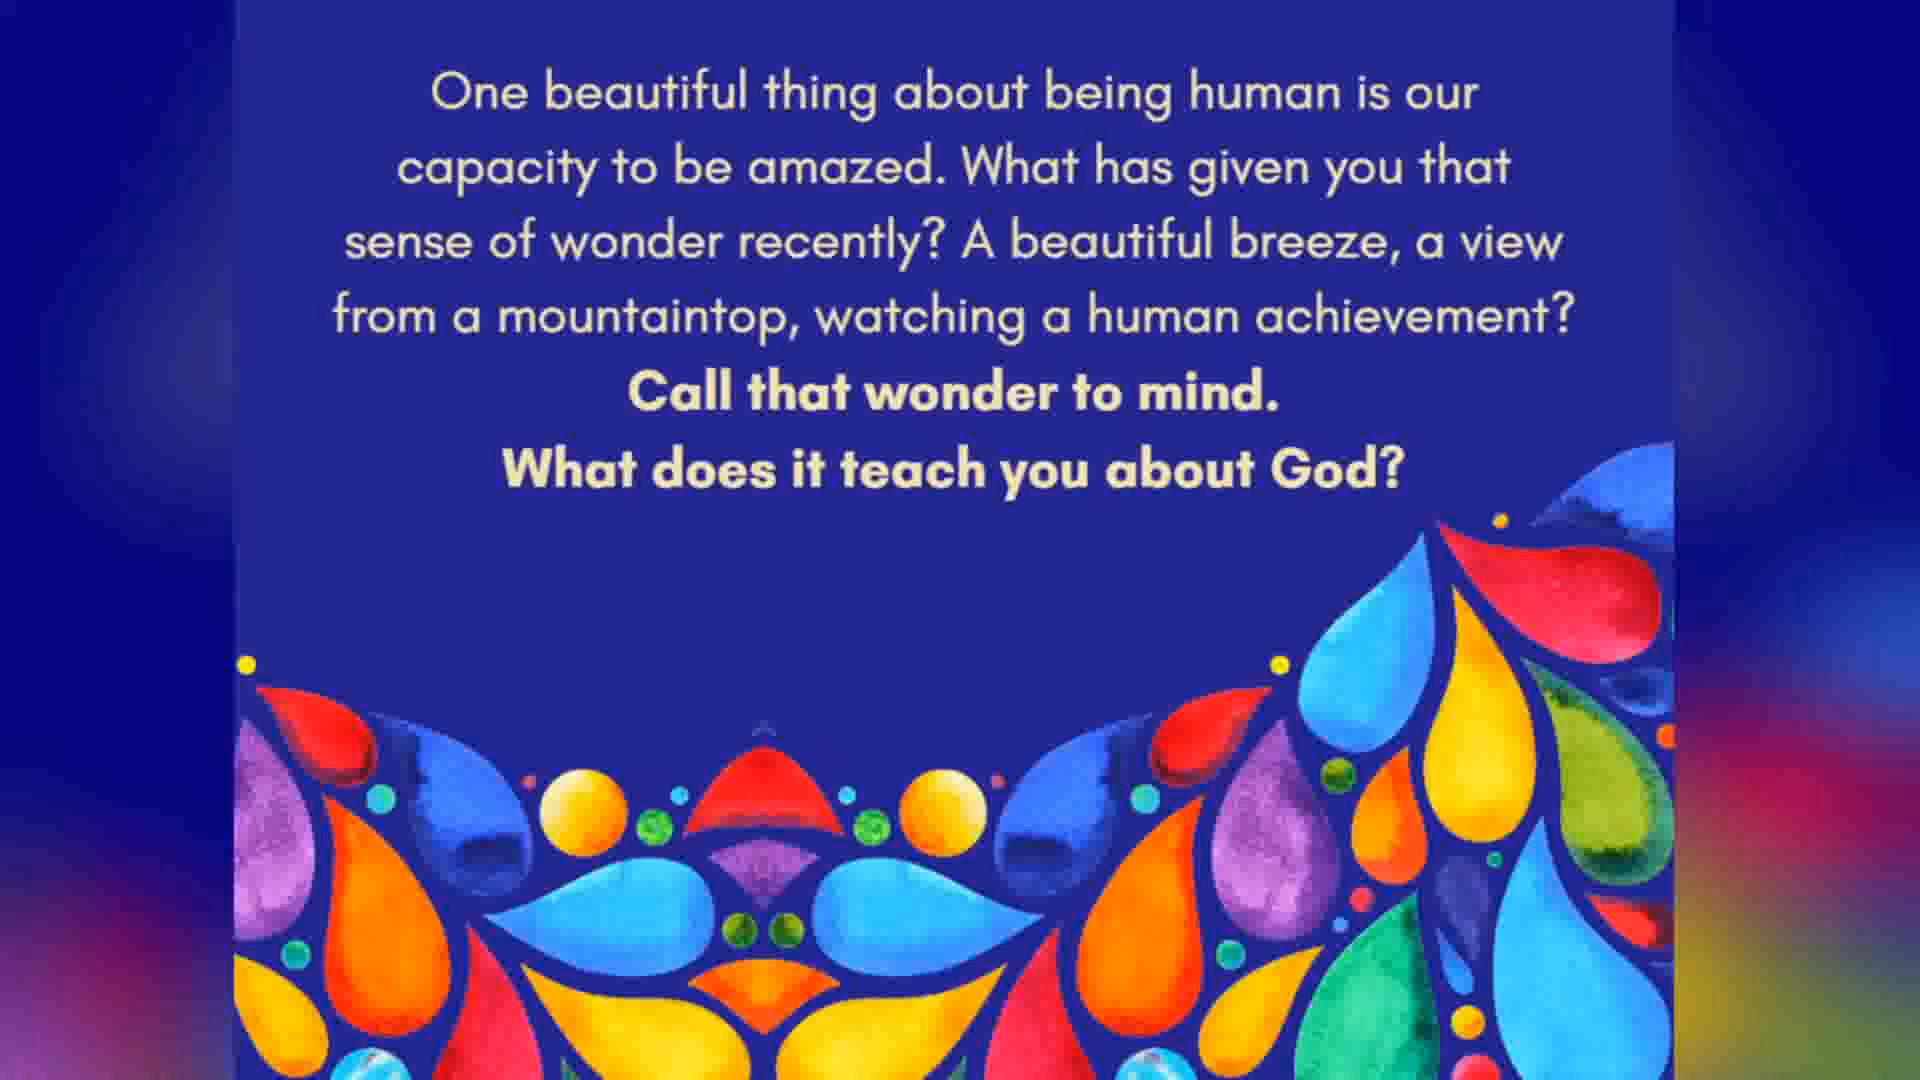 One beautiful thing about being human is our
capacity to be amazed. What has given you that
sense of wonder recently? A beautiful breeze, a view
from a mountaintop, watching a human achievement?
Call that wonder to mind.
What does it teach you about God?